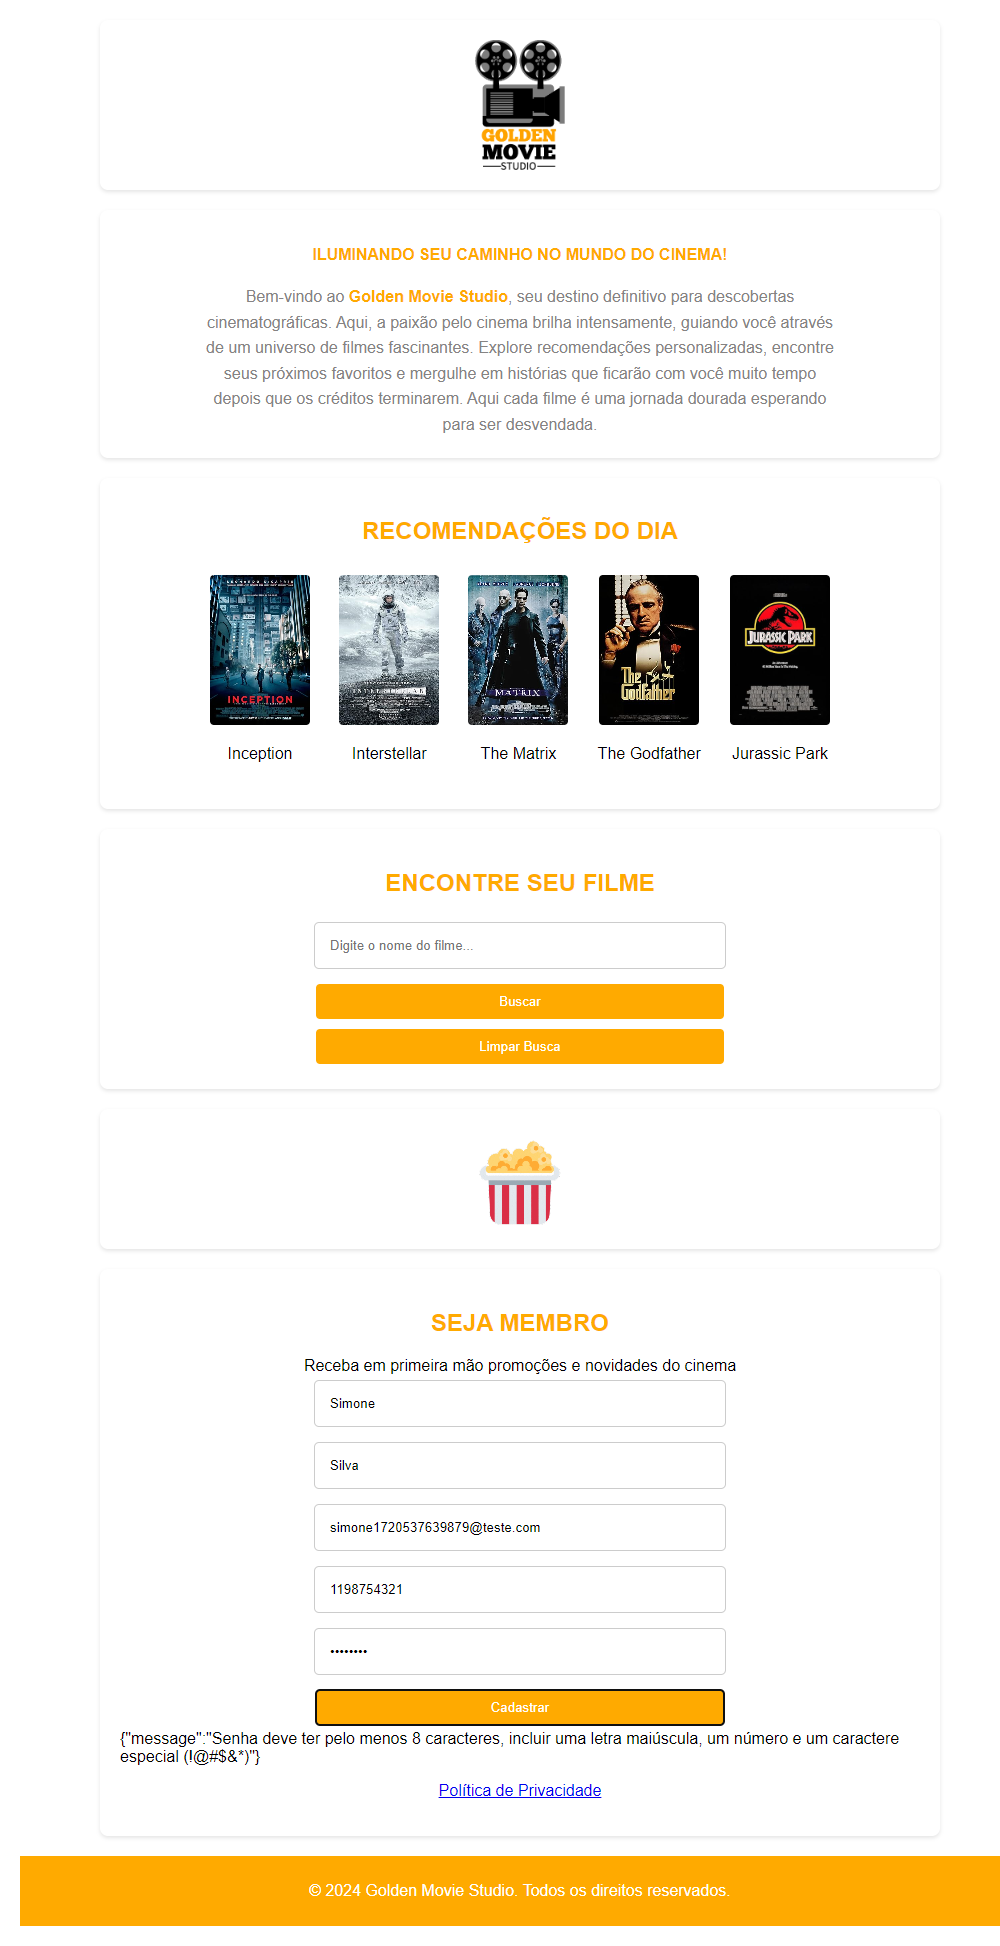 GOLDEN
MOVIE
STUDIO
ILUMINANDO SEU CAMINHO NO MUNDO DO CINEMA!
Bem-vindo ao Golden Movie Studio, seu destino definitivo para descobertas
cinematográficas. Aqui, a paixão pelo cinema brilha intensamente, guiando você através
de um universo de filmes fascinantes. Explore recomendações personalizadas, encontre
seus próximos favoritos e mergulhe em histórias que ficarão com você muito tempo
depois que os créditos terminarem. Aqui cada filme é uma jornada dourada esperando
para ser desvendada.
RECOMENDAÇÕES DO DIA
INCEPTION
INTERSTELLAR
MATRIX
The
Godfather
JURASSIC PARK
Inception
Interstellar
The Matrix
The Godfather
Jurassic Park
ENCONTRE SEU FILME
Digite o nome do filme...
Buscar
Limpar Busca
SEJA MEMBRO
Receba em primeira mão promoções e novidades do cinema
Simone
Silva
simone1720537639879@teste.com
1198754321
••••••••
Cadastrar
{"message":"Senha deve ter pelo menos 8 caracteres, incluir uma letra maiúscula, um número e um caractere
especial (!@#$&*)"}
Política de Privacidade
© 2024 Golden Movie Studio. Todos os direitos reservados.